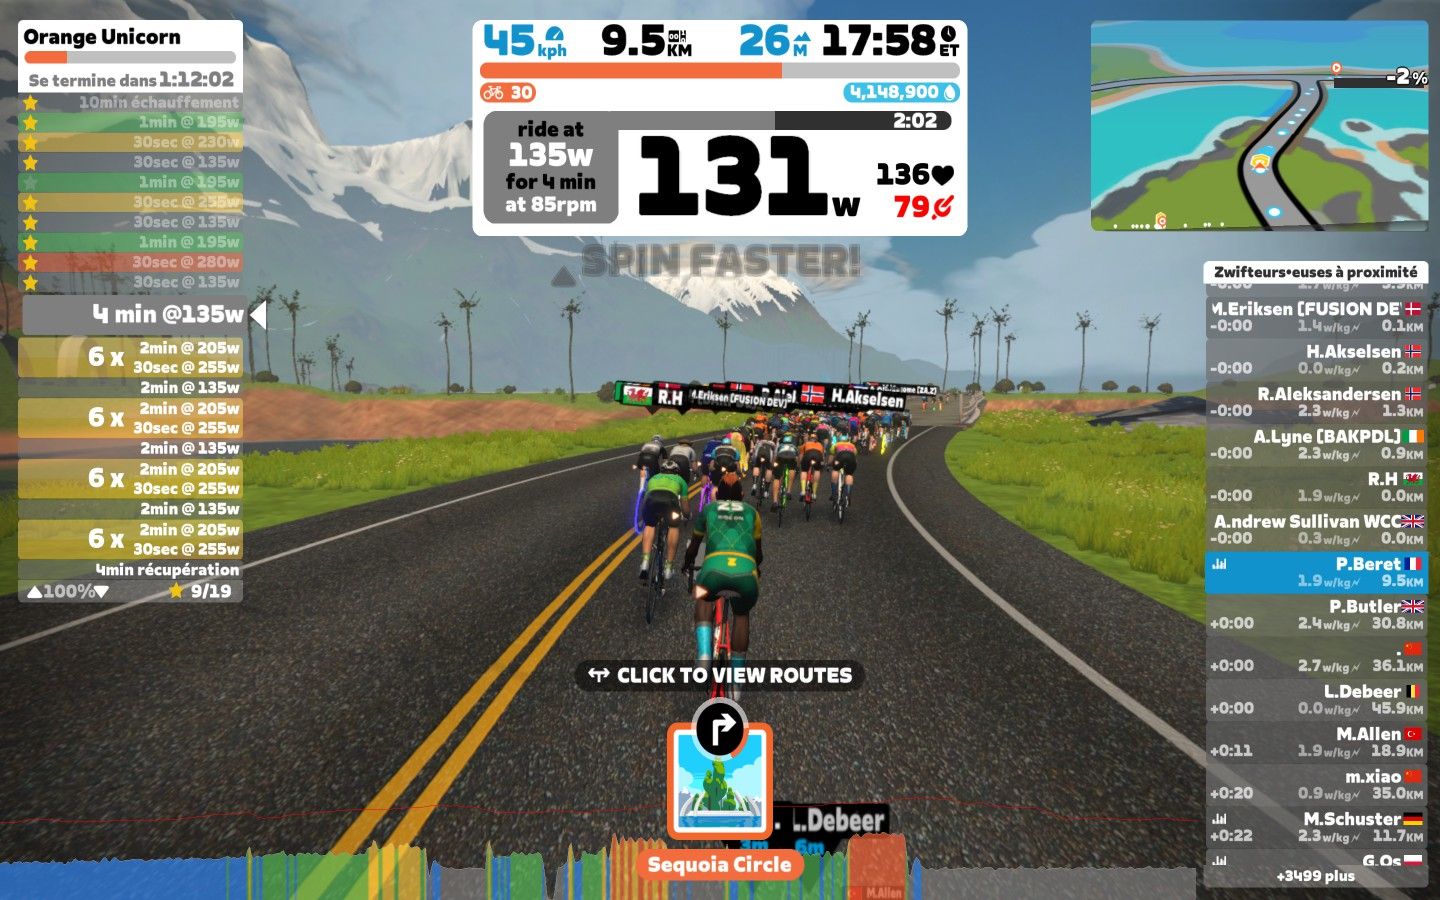 Orange Unicorn
Se termine dans 1:12:02
10min échauffement
1min @ 195w
30sec @ 230w
30sec @ 135w
1min @ 195w
30sec @ 255w
30sec @ 135w
1min @ 195w
30sec @ 280w
30sec @ 135w
4 min @135w
6 x 2min @ 205w
30sec @ 255w
2min @ 135w
6 x 2min @ 205w
30sec @ 255w
2min @ 135w
6 x 2min @ 205w
30sec @ 255w
2min @ 135w
6 x 2min @ 205w
30sec @ 255w
4min récupération
100% 9/19
45 kph 9.5 KM 26 M 17:58 ET
30 4,148,900
2:02
ride at
135w
for 4 min
at 85rpm
131w
136
79
SPIN FASTER!
-2%
Zwifteurs•euses à proximité
M.Eriksen [FUSION DE
-0:00 1.4w/kg 0.1KM
H.Akselsen
-0:00 0.0w/kg 0.2KM
R.Aleksandersen
-0:00 2.3w/kg 1.3KM
A.Lyne [BAKPDL]
-0:00 2.3w/kg 0.9KM
R.H
-0:00 1.9w/kg 0.0KM
A.ndrew Sullivan WCC
-0:00 0.3w/kg 0.0KM
P.Beret
1.9w/kg 9.5KM
P.Butler
+0:00 2.4w/kg 30.8KM
.
+0:00 2.7w/kg 36.1KM
L.Debeer
+0:00 0.0w/kg 45.9KM
M.Allen
+0:11 1.9w/kg 18.9KM
m.xiao
+0:20 0.9w/kg 35.0KM
M.Schuster
+0:22 2.3w/kg 11.7KM
G.Os
+3499 plus
R.H
M.Eriksen [FUSION DEV]
H.Akselsen
25
CLICK TO VIEW ROUTES
L.Debeer
3m 6m
Sequoia Circle
M.Allen